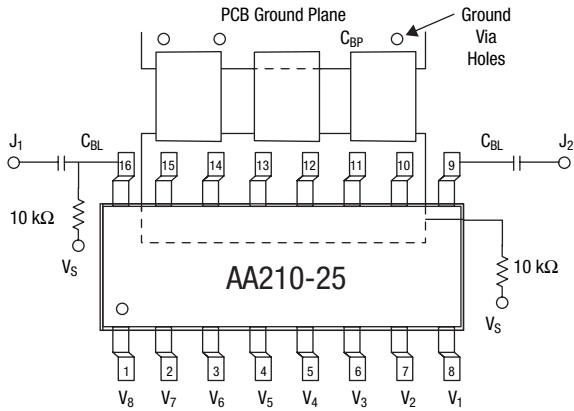 PCB Ground Plane
Ground
Via
Holes
C_BP
J₁
C_BL
C_BL
J₂
16 15 14 13 12 11 10 9
10 kΩ
V_S
AA210-25
10 kΩ
V_S
1 2 3 4 5 6 7 8
V₈ V₇ V₆ V₅ V₄ V₃ V₂ V₁